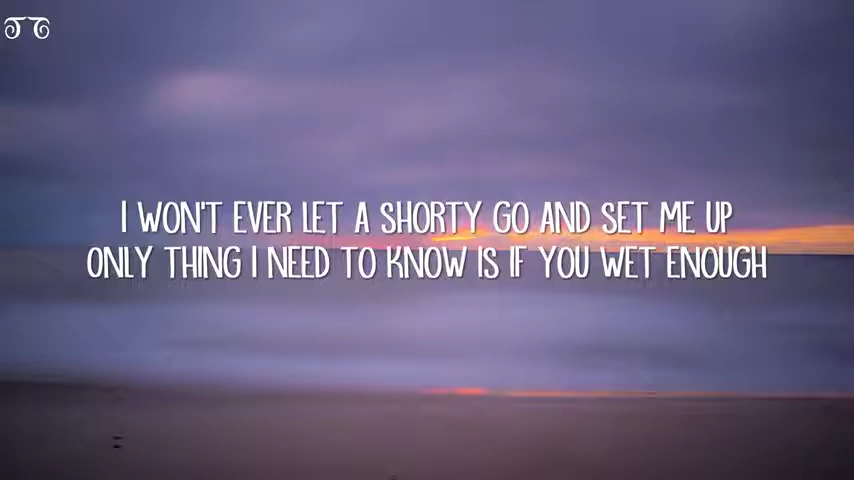 I WON'T EVER LET A SHORTY GO AND SET ME UP
ONLY THING I NEED TO KNOW IS IF YOU WET ENOUGH